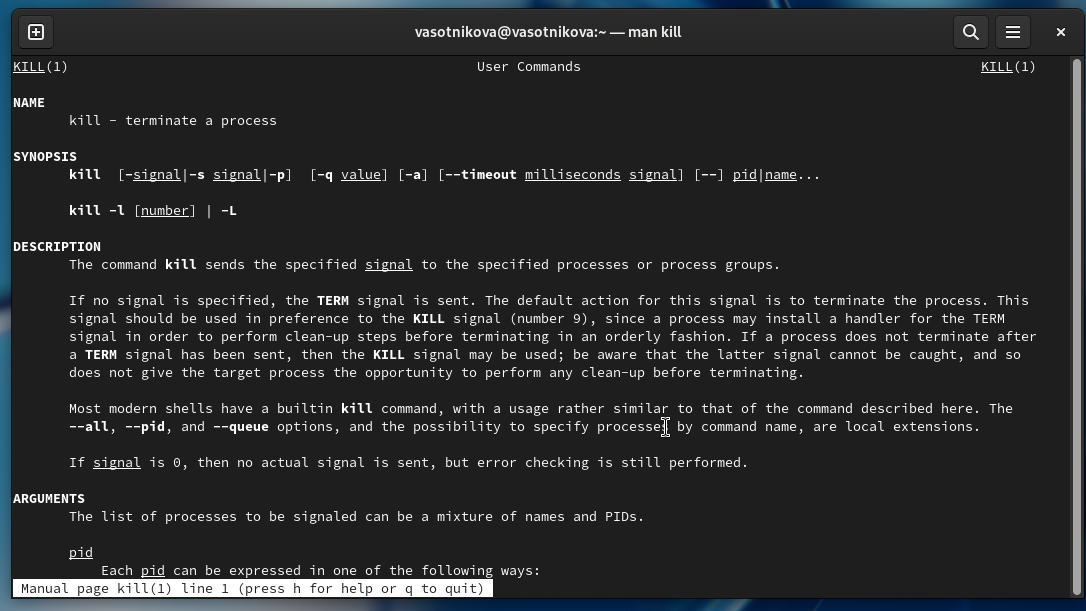 vasotnikova@vasotnikova:~ — man kill
KILL(1) User Commands KILL(1)
NAME
kill - terminate a process
SYNOPSIS
kill [-signal|-s signal|-p] [-q value] [-a] [--timeout milliseconds signal] [--] pid|name...
kill -l [number] | -L
DESCRIPTION
The command kill sends the specified signal to the specified processes or process groups.
If no signal is specified, the TERM signal is sent. The default action for this signal is to terminate the process. This
signal should be used in preference to the KILL signal (number 9), since a process may install a handler for the TERM
signal in order to perform clean-up steps before terminating in an orderly fashion. If a process does not terminate after
a TERM signal has been sent, then the KILL signal may be used; be aware that the latter signal cannot be caught, and so
does not give the target process the opportunity to perform any clean-up before terminating.
Most modern shells have a builtin kill command, with a usage rather similar to that of the command described here. The
--all, --pid, and --queue options, and the possibility to specify processes by command name, are local extensions.
If signal is 0, then no actual signal is sent, but error checking is still performed.
ARGUMENTS
The list of processes to be signaled can be a mixture of names and PIDs.
pid
Each pid can be expressed in one of the following ways:
Manual page kill(1) line 1 (press h for help or q to quit)